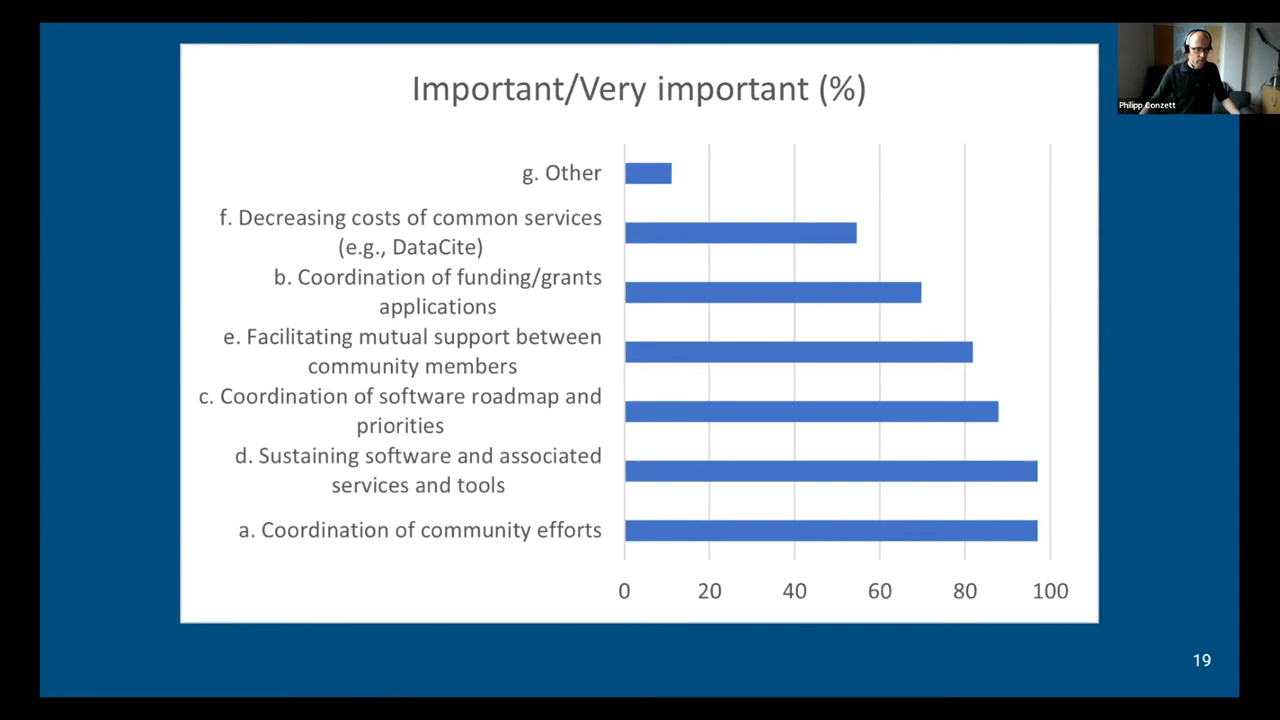 Important/Very important (%)
Philipp Conzett
g. Other
f. Decreasing costs of common services
(e.g., DataCite)
b. Coordination of funding/grants
applications
e. Facilitating mutual support between
community members
c. Coordination of software roadmap and
priorities
d. Sustaining software and associated
services and tools
a. Coordination of community efforts
0 20 40 60 80 100
19